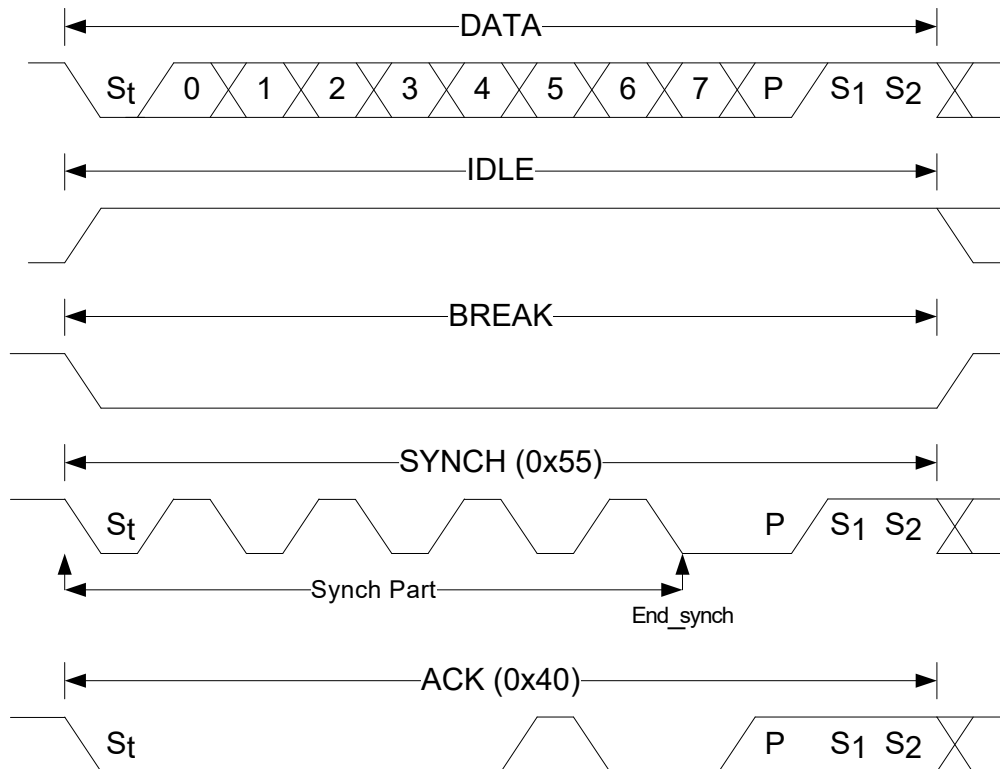 DATA
St 0 1 2 3 4 5 6 7 P S1 S2
IDLE
BREAK
SYNCH (0x55)
St P S1 S2
Synch Part
End_synch
ACK (0x40)
St P S1 S2